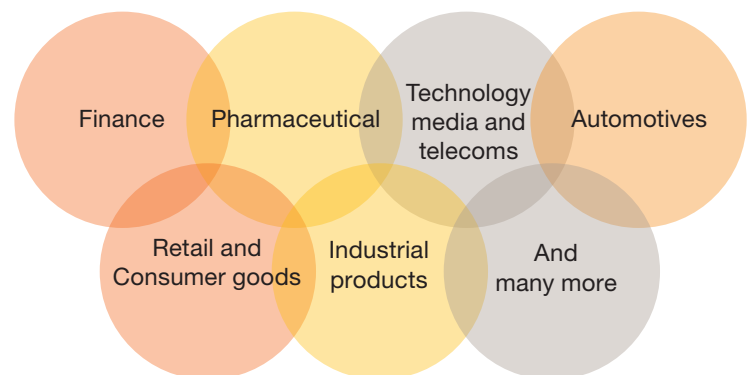 Finance
Pharmaceutical
Technology
media and
telecoms
Automotives
Retail and
Consumer goods
Industrial
products
And
many more